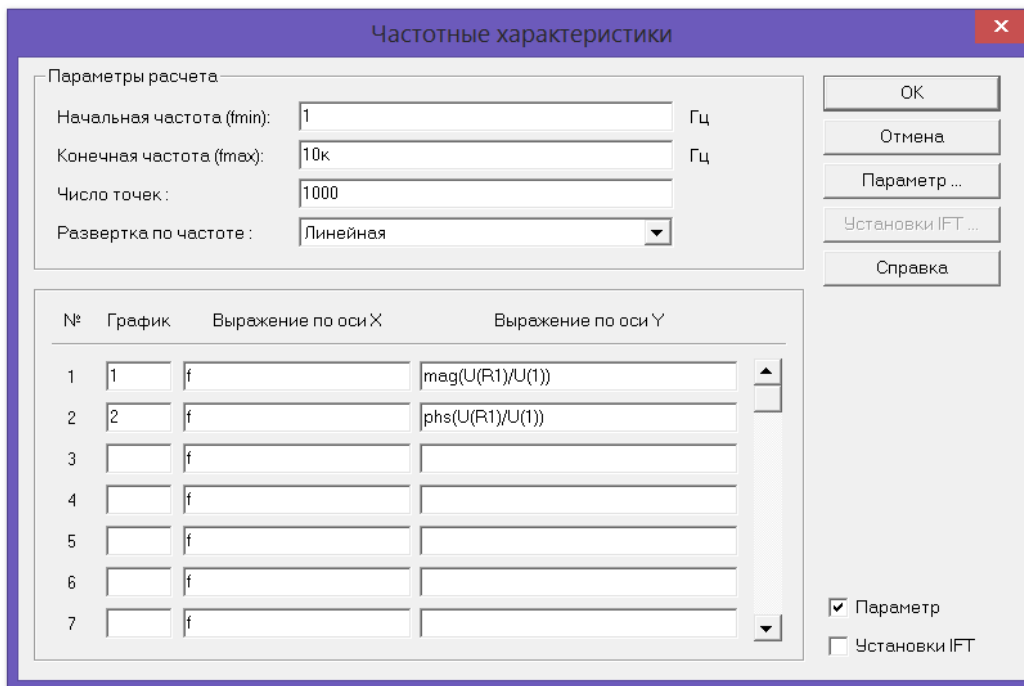 Частотные характеристики
Параметры расчета
Начальная частота (fmin): 1 Гц
Конечная частота (fmax): 10к Гц
Число точек : 1000
Развертка по частоте : Линейная
OK
Отмена
Параметр ...
Установки IFT ...
Справка
№ График Выражение по оси X Выражение по оси Y
1 1 f mag(U(R1)/U(1))
2 2 f phs(U(R1)/U(1))
3 f
4 f
5 f
6 f
7 f
Параметр
Установки IFT